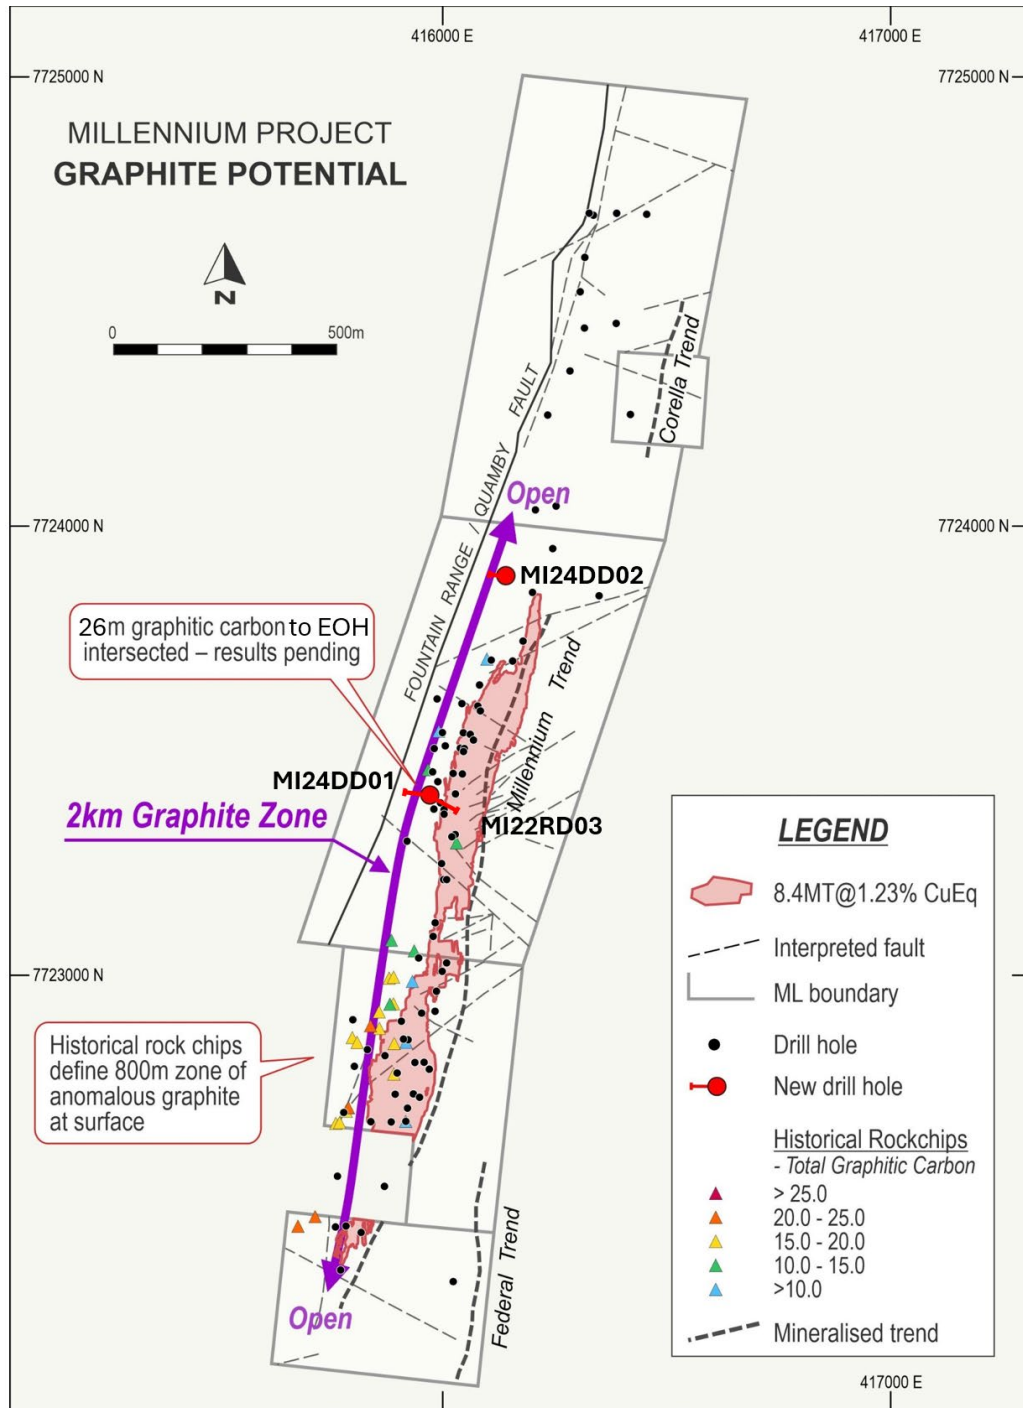 416000 E
417000 E
7725000 N
7725000 N
MILLENNIUM PROJECT
GRAPHITE POTENTIAL
N
0
500m
Corella Trend
FOUNTAIN RANGE / QUAMBY FAULT
Open
7724000 N
7724000 N
MI24DD02
26m graphitic carbon to EOH
intersected – results pending
Millennium Trend
MI24DD01
2km Graphite Zone
MI22RD03
LEGEND
8.4MT@1.23% CuEq
Interpreted fault
ML boundary
Drill hole
New drill hole
Historical Rockchips
- Total Graphitic Carbon
> 25.0
20.0 - 25.0
15.0 - 20.0
10.0 - 15.0
>10.0
Mineralised trend
7723000 N
Historical rock chips
define 800m zone of
anomalous graphite
at surface
Federal Trend
Open
417000 E